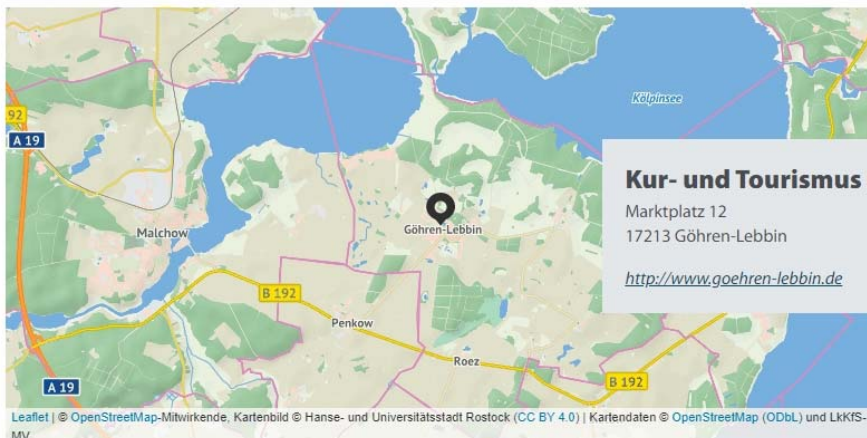 92
A 19
Kölpinsee
Kur- und Tourismus
Marktplatz 12
17213 Göhren-Lebbin
http://www.goehren-lebbin.de
Malchow
Göhren-Lebbin
B 192
Penkow
Roez
A 19
B 192
Leaflet | © OpenStreetMap-Mitwirkende, Kartenbild © Hanse- und Universitätsstadt Rostock (CC BY 4.0) | Kartendaten © OpenStreetMap (ODbL) und LkKfS-
MV